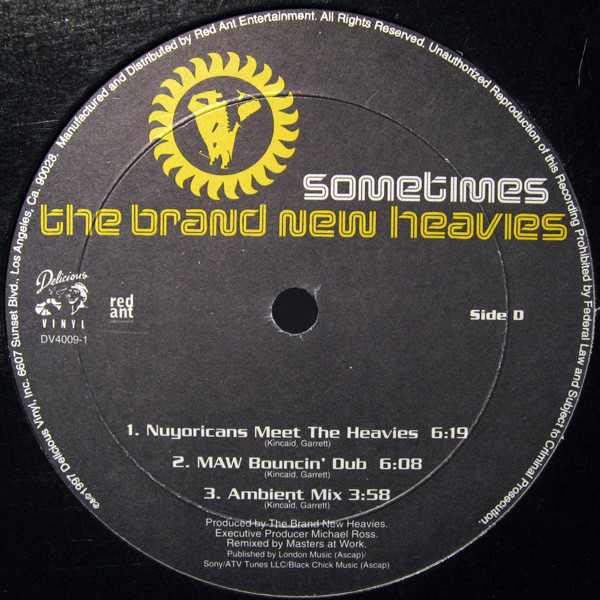 ℗&© 1997 Delicious Vinyl, Inc. 6607 Sunset Blvd., Los Angeles, Ca. 90028. Manufactured and Distributed by Red Ant Entertainment. All Rights Reserved. Unauthorized Reproduction of this Recording Prohibited by Federal Law and Subject to Criminal Prosecution.
sometimes
the brand new heavies
Delicious
VINYL
DV4009-1
red
ant
Side D
1. Nuyoricans Meet The Heavies 6:19
(Kincaid, Garrett)
2. MAW Bouncin' Dub 6:08
(Kincaid, Garrett)
3. Ambient Mix 3:58
(Kincaid, Garrett)
Produced by The Brand New Heavies.
Executive Producer Michael Ross.
Remixed by Masters at Work.
Published by London Music (Ascap)/
Sony/ATV Tunes LLC/Black Chick Music (Ascap)